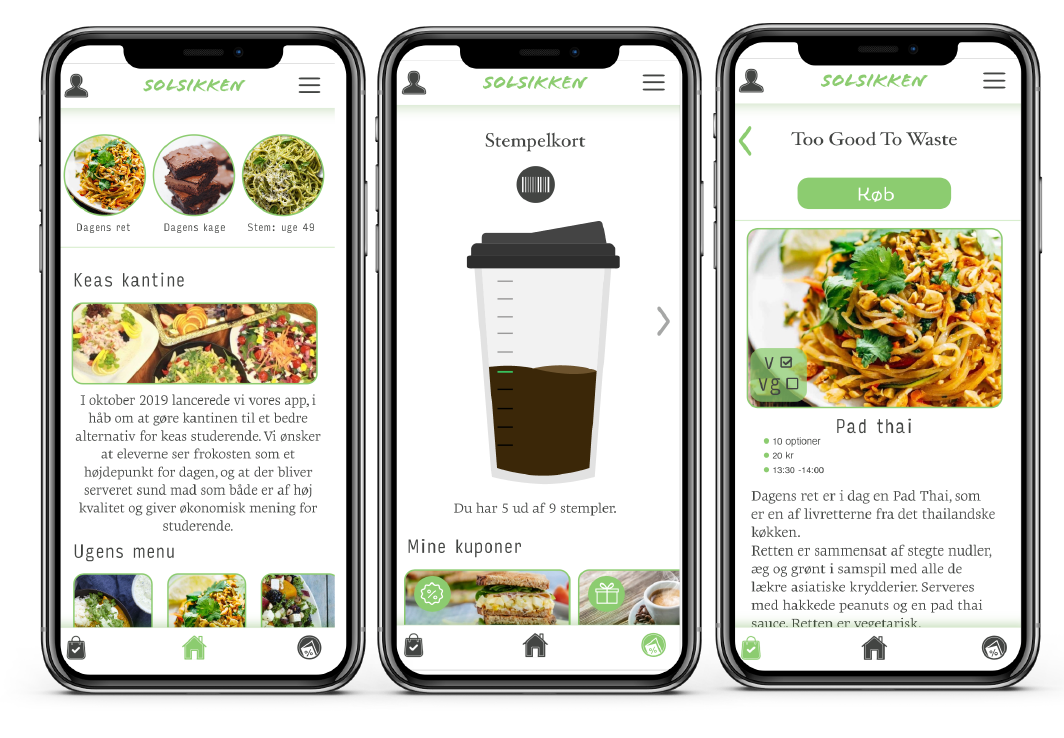 SOLSIKKEN
Dagens ret
Dagens kage
Stem: uge 49
Keas kantine
I oktober 2019 lancerede vi vores app, i
håb om at gøre kantinen til et bedre
alternativ for keas studerende. Vi ønsker
at eleverne ser frokosten som et
højdepunkt for dagen, og at der bliver
serveret sund mad som både er af høj
kvalitet og giver økonomisk mening for
studerende.
Ugens menu
%
SOLSIKKEN
Stempelkort
Du har 5 ud af 9 stempler.
Mine kuponer
%
%
SOLSIKKEN
Too Good To Waste
Køb
V
Vg
Pad thai
10 optioner
20 kr
13:30 -14:00
Dagens ret er i dag en Pad Thai, som
er en af livretterne fra det thailandske
køkken.
Retten er sammensat af stegte nudler,
æg og grønt i samspil med alle de
lækre asiatiske krydderier. Serveres
med hakkede peanuts og en pad thai
sauce. Retten er vegetarisk.
%